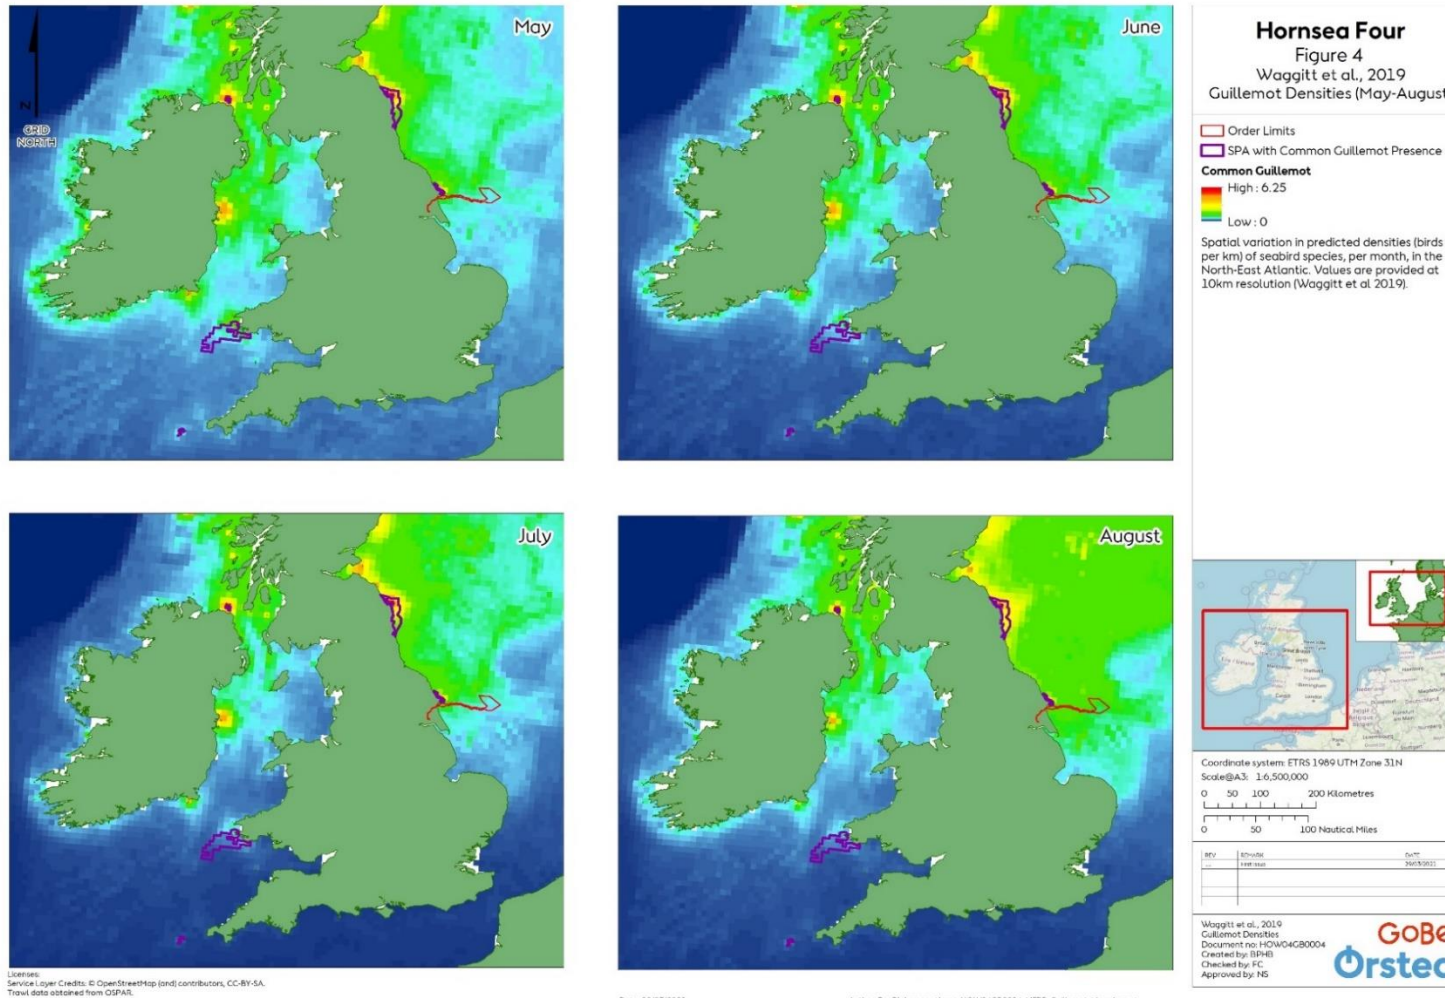 May
June
N
GRID
NORTH
July
August
Hornsea Four
Figure 4
Waggitt et al., 2019
Guillemot Densities (May-August
Order Limits
SPA with Common Guillemot Presence
Common Guillemot
High : 6.25
Low : 0
Spatial variation in predicted densities (birds
per km) of seabird species, per month, in the
North-East Atlantic. Values are provided at
10km resolution (Waggitt et al 2019).
Coordinate system: ETRS 1989 UTM Zone 31N
Scale@A3: 1:6,500,000
0 50 100 200 Kilometres
0 50 100 Nautical Miles
REV REMARK DATE
Waggitt et al., 2019
Guillemot Densities
Document no: HOW04GB0004
Created by: BPHB
Checked by: FC
Approved by: NS
GoBe
Orsted
Licenses:
Service Layer Credits: © OpenStreetMap (and) contributors, CC-BY-SA.
Trawl data obtained from OSPAR.